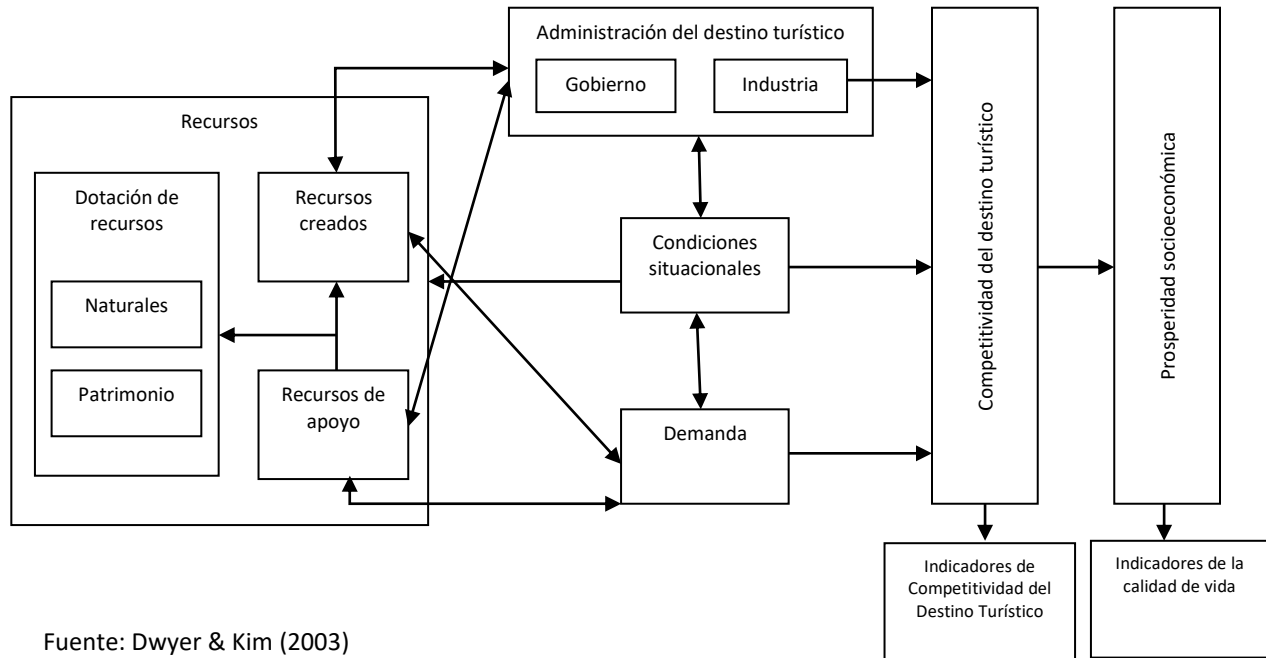 Administración del destino turístico
Gobierno
Industria
Recursos
Dotación de
recursos
Naturales
Patrimonio
Recursos
creados
Recursos de
apoyo
Condiciones
situacionales
Demanda
Competitividad del destino turístico
Prosperidad socioeconómica
Indicadores de
Competitividad del
Destino Turístico
Indicadores de la
calidad de vida
Fuente: Dwyer & Kim (2003)